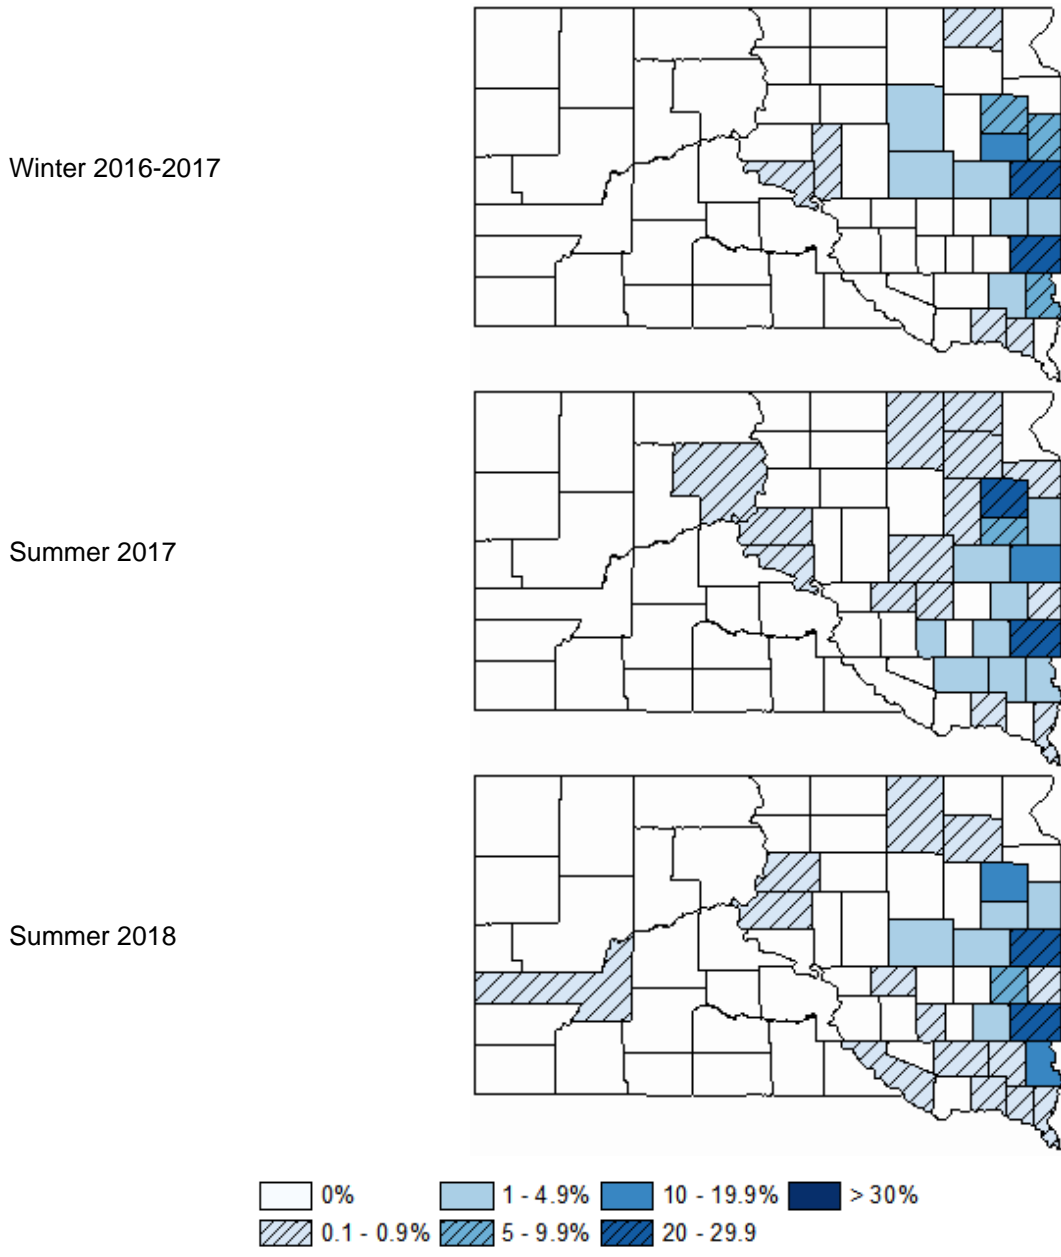 Winter 2016-2017
Summer 2017
Summer 2018
0% 1 - 4.9% 10 - 19.9% > 30%
0.1 - 0.9% 5 - 9.9% 20 - 29.9